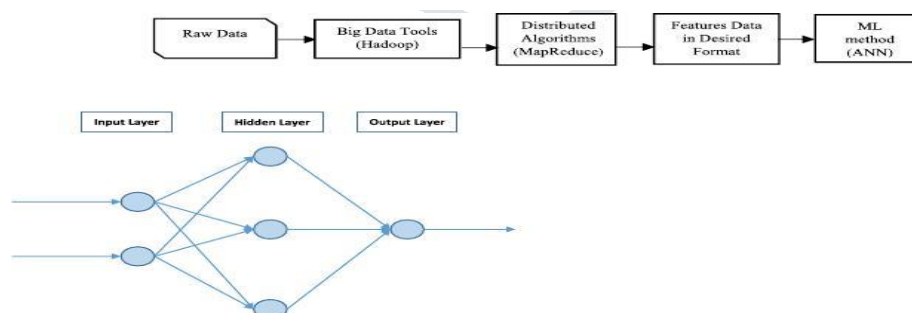 Raw Data
Big Data Tools
(Hadoop)
Distributed
Algorithms
(MapReduce)
Features Data
in Desired
Format
ML
method
(ANN)
Input Layer
Hidden Layer
Output Layer